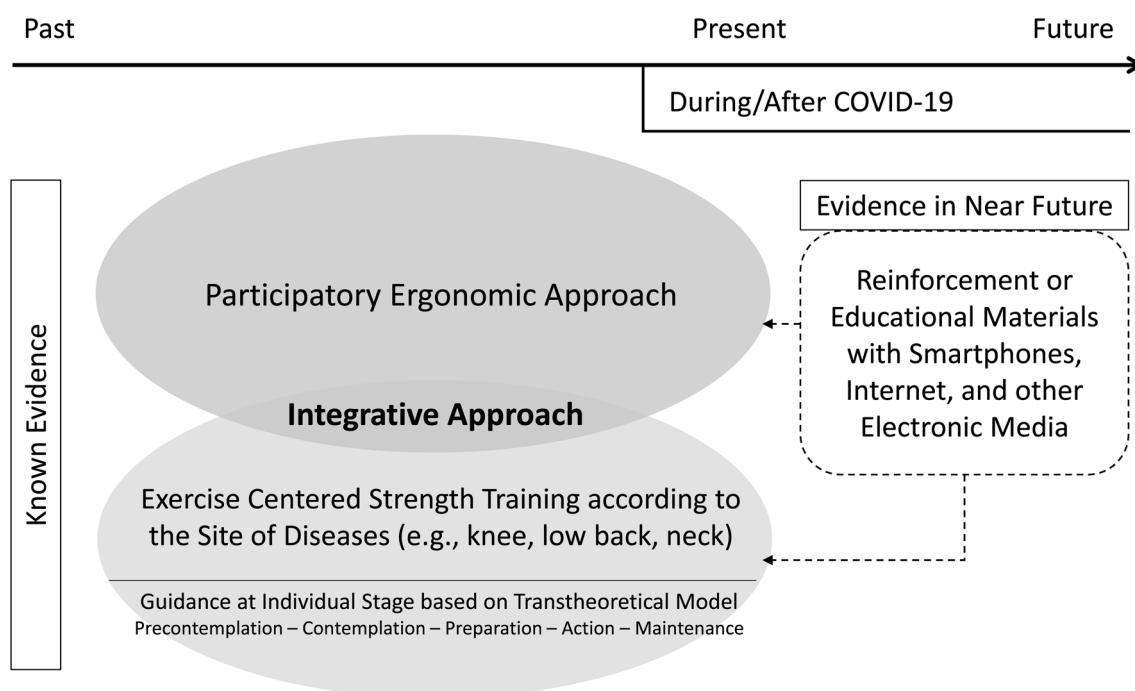 Past
Present
Future
During/After COVID-19
Known Evidence
Participatory Ergonomic Approach
Integrative Approach
Exercise Centered Strength Training according to
the Site of Diseases (e.g., knee, low back, neck)
Guidance at Individual Stage based on Transtheoretical Model
Precontemplation – Contemplation – Preparation – Action – Maintenance
Evidence in Near Future
Reinforcement or
Educational Materials
with Smartphones,
Internet, and other
Electronic Media